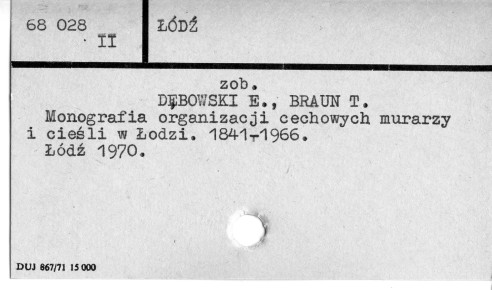 68 028
II
ŁÓDŹ
zob.
DĘBOWSKI E., BRAUN T.
Monografia organizacji cechowych murarzy
i cieśli w Łodzi. 1841-1966.
Łódź 1970.
DUJ 867/71 15 000